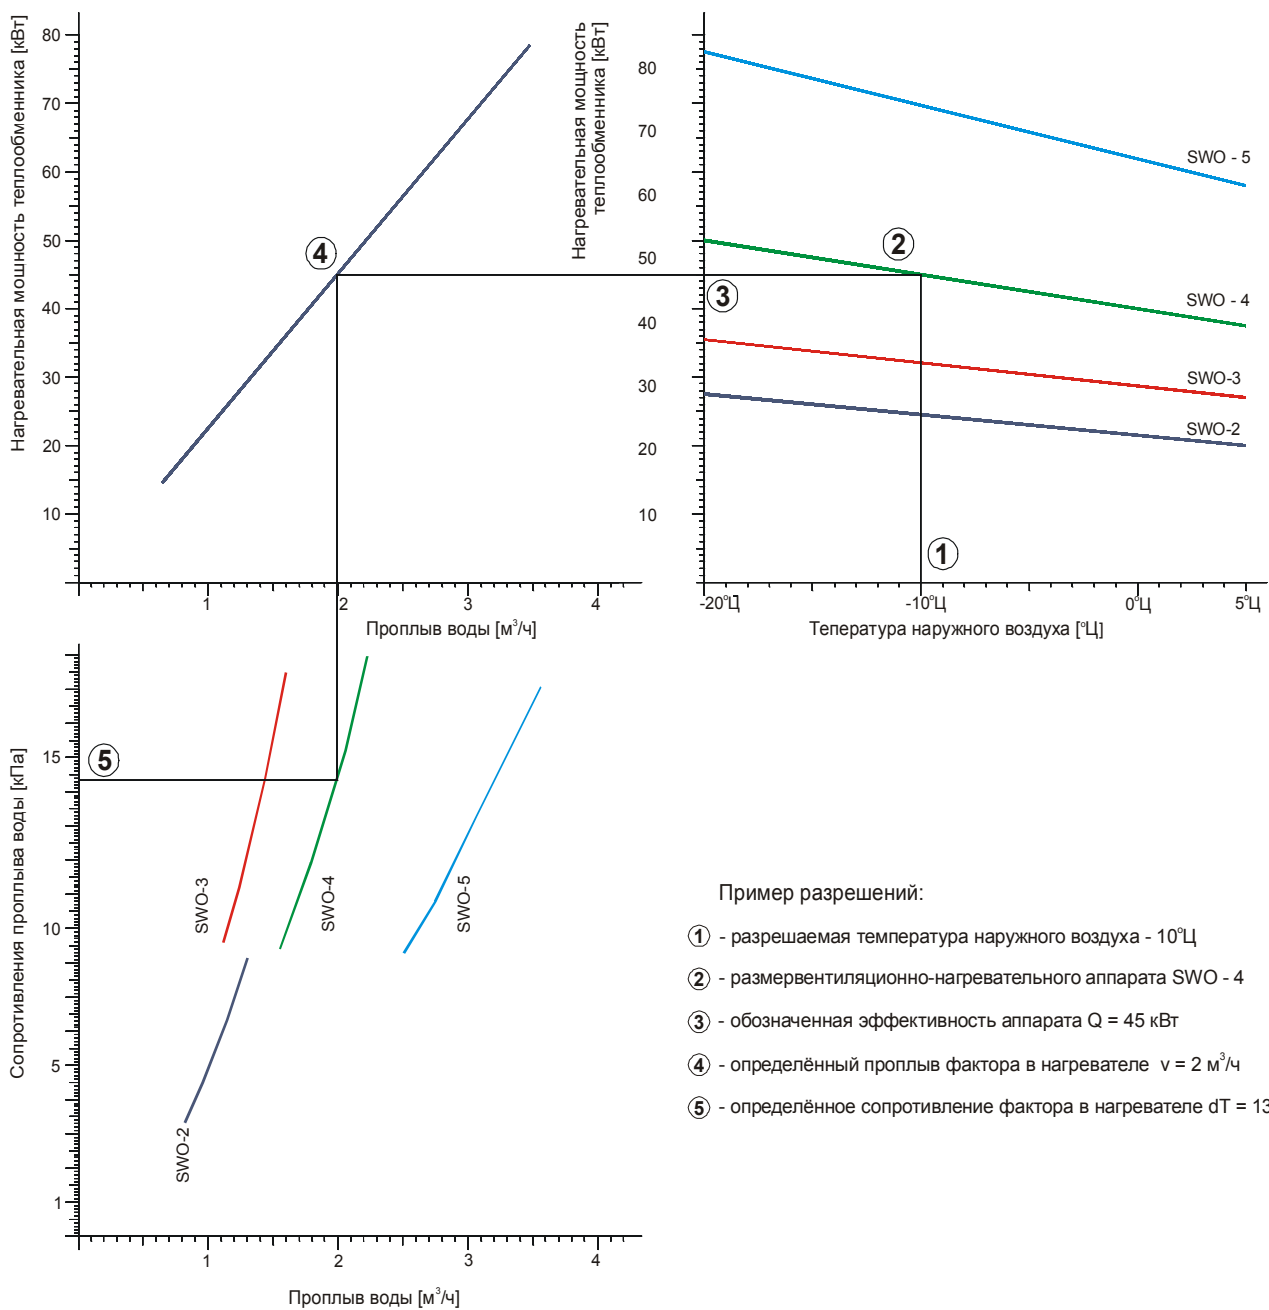 Нагревательная мошность теплообменника [кВт]
80
70
60
50
40
30
20
10
4
1
2
3
4
Проплыв воды [м³/ч]
Нагревательная мошность
теплообменника [кВт]
80
70
60
50
40
30
20
10
SWO - 5
2
SWO - 4
3
SWO-3
SWO-2
1
-20°Ц
-10°Ц
0°Ц
5°Ц
Тепература наружного воздуха [°Ц]
Сопротивления проплыва воды [кПа]
15
10
5
1
5
SWO-3
SWO-4
SWO-5
SWO-2
1
2
3
4
Проплыв воды [м³/ч]
Пример разрешений:
1 - разрешаемая температура наружного воздуха - 10°Ц
2 - размервентиляционно-нагревательного аппарата SWO - 4
3 - обозначенная эффективность аппарата Q = 45 кВт
4 - определённый проплыв фактора в нагревателе v = 2 м³/ч
5 - определённое сопротивление фактора в нагревателе dT = 13